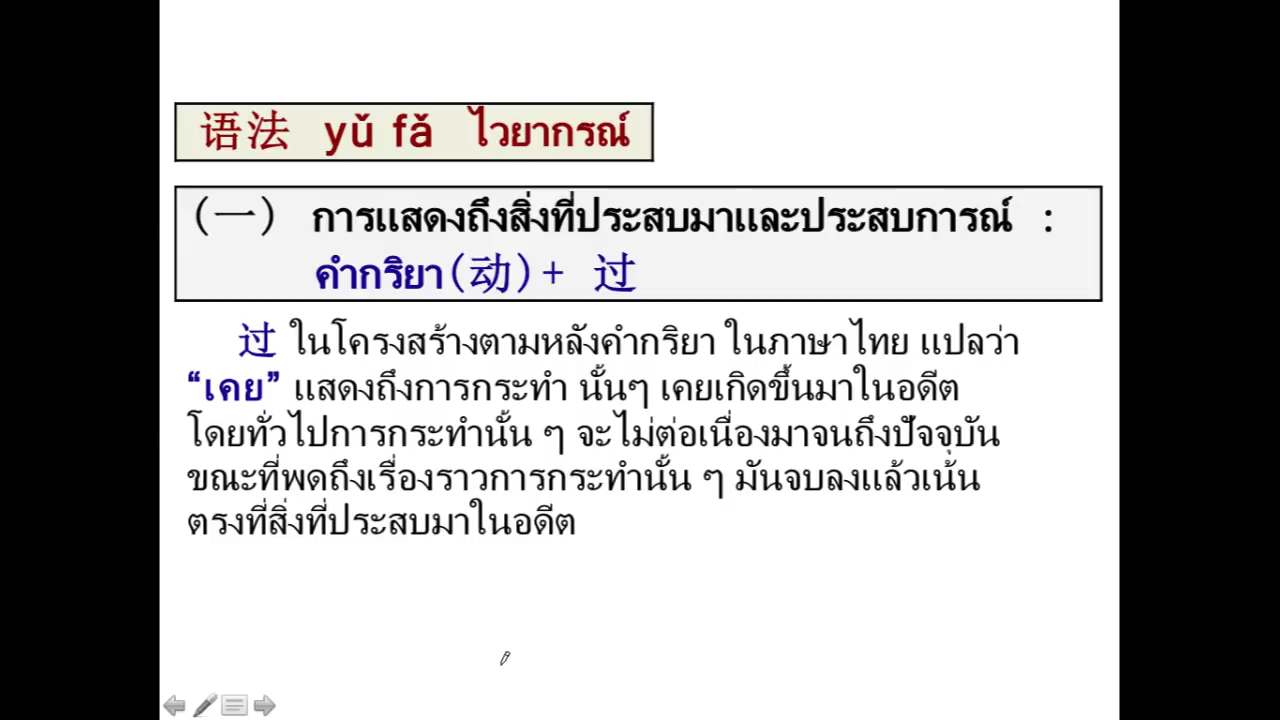 语法 yǔ fǎ ไวยากรณ์
(一) การแสดงถึงสิ่งที่ประสบมาและประสบการณ์ :
คำกริยา(动)+ 过
过 ในโครงสร้างตามหลังคำกริยา ในภาษาไทย แปลว่า
“เคย” แสดงถึงการกระทำ นั้นๆ เคยเกิดขึ้นมาในอดีต
โดยทั่วไปการกระทำนั้น ๆ จะไม่ต่อเนื่องมาจนถึงปัจจุบัน
ขณะที่พดถึงเรื่องราวการกระทำนั้น ๆ มันจบลงแล้วเน้น
ตรงที่สิ่งที่ประสบมาในอดีต